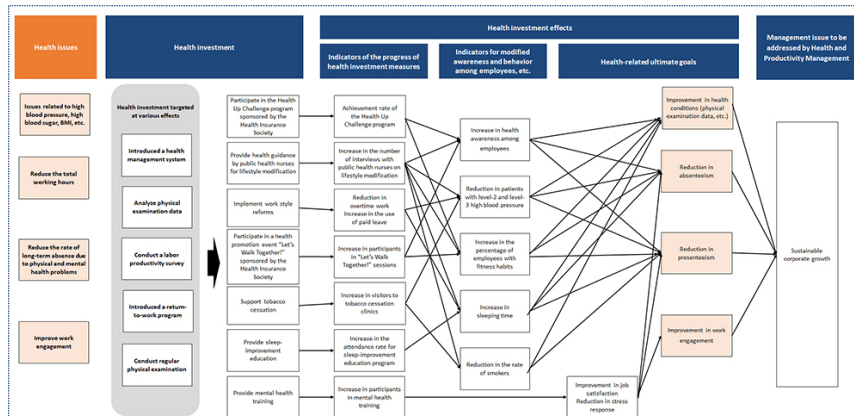 Health investment effects
Health issues
Health investment
Indicators of the progress of
health investment measures
Indicators for modified
awareness and behavior
among employees, etc.
Health-related ultimate goals
Management issue to be
addressed by Health and
Productivity Management
Issues related to high
blood pressure, high
blood sugar, BMI, etc.
Reduce the total
working hours
Reduce the rate of
long-term absence due
to physical and mental
health problems
Improve work
engagement
Health investment targeted
at various effects
Introduced a health
management system
Analyze physical
examination data
Conduct a labor
productivity survey
Introduced a return-
to-work program
Conduct regular
physical examination
Participate in the Health
Up Challenge program
sponsored by the Health
Insurance Society
Provide health guidance
by public health nurses
for lifestyle modification
Implement work style
reforms
Participate in a health
promotion event "Let's
Walk Together!"
sponsored by the
Health Insurance
Society
Support tobacco
cessation
Provide sleep-
improvement
education
Provide mental health
training
Achievement rate of
the Health Up
Challenge program
Increase in the number
of interviews with
public health nurses on
lifestyle modification
Reduction in
overtime work
Increase in the use
of paid leave
Increase in participants
in "Let's Walk
Together!" sessions
Increase in visitors to
tobacco cessation
clinics
Increase in the
attendance rate for
sleep-improvement
education program
Increase in participants
in mental health
training
Increase in health
awareness among
employees
Reduction in patients
with level-2 and level-
3 high blood pressure
Increase in the
percentage of
employees with
fitness habits
Increase in
sleeping time
Reduction in the rate
of smokers
Improvement in job
satisfaction
Reduction in stress
response
Improvement in health
conditions (physical
examination data, etc.)
Reduction in
absenteeism
Reduction in
presenteeism
Improvement in work
engagement
Sustainable
corporate growth